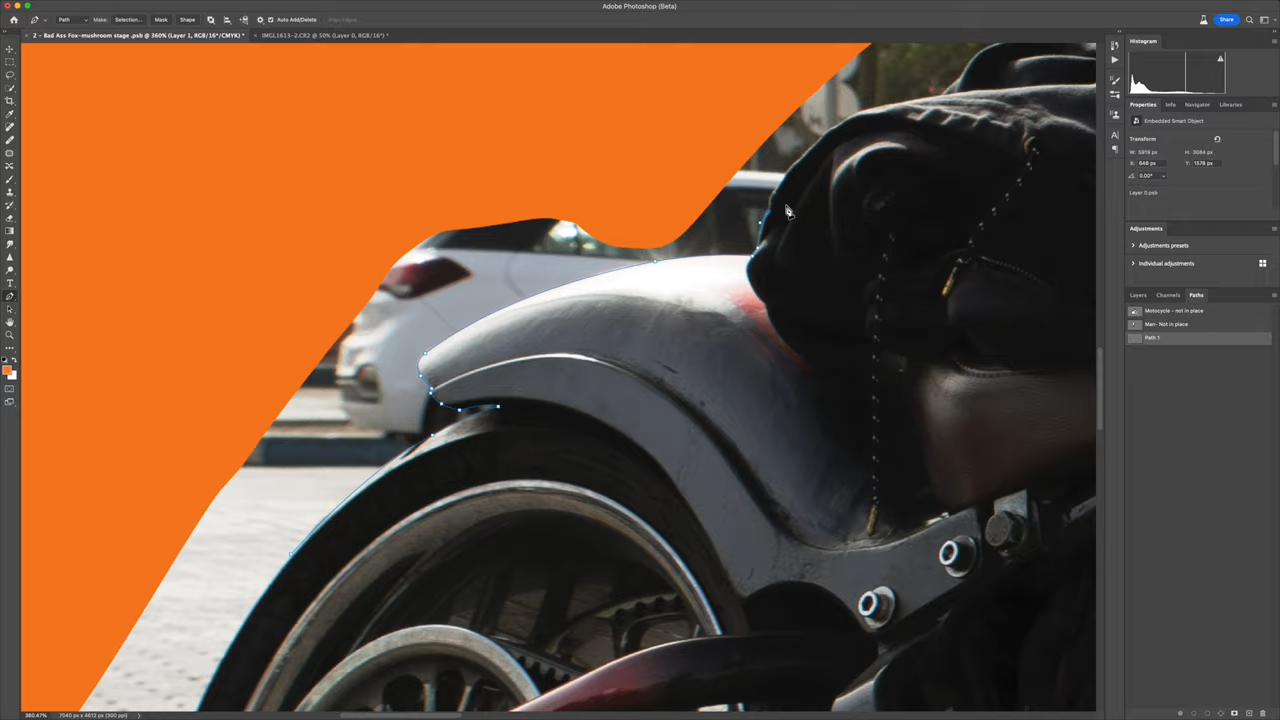 Adobe Photoshop (Beta)
Path Make: Selection... Mask Shape Auto Add/Delete Align Edges Share
2 - Bad Ass Fox-mushroom stage .psb @ 360% (Layer 1, RGB/16*/CMYK) * IMGL1613-2.CR2 @ 50% (Layer 0, RGB/16*) *
Histogram
Properties Info Navigator Libraries
Embedded Smart Object
Transform
W: 5919 px H: 3084 px
X: 646 px Y: 1578 px
0.00°
Layer 0.psb
Adjustments
Adjustments presets
Individual adjustments
Layers Channels Paths
Motocycle - not in place
Man- Not in place
Path 1
360.47% 7040 px x 4612 px (300 ppi)